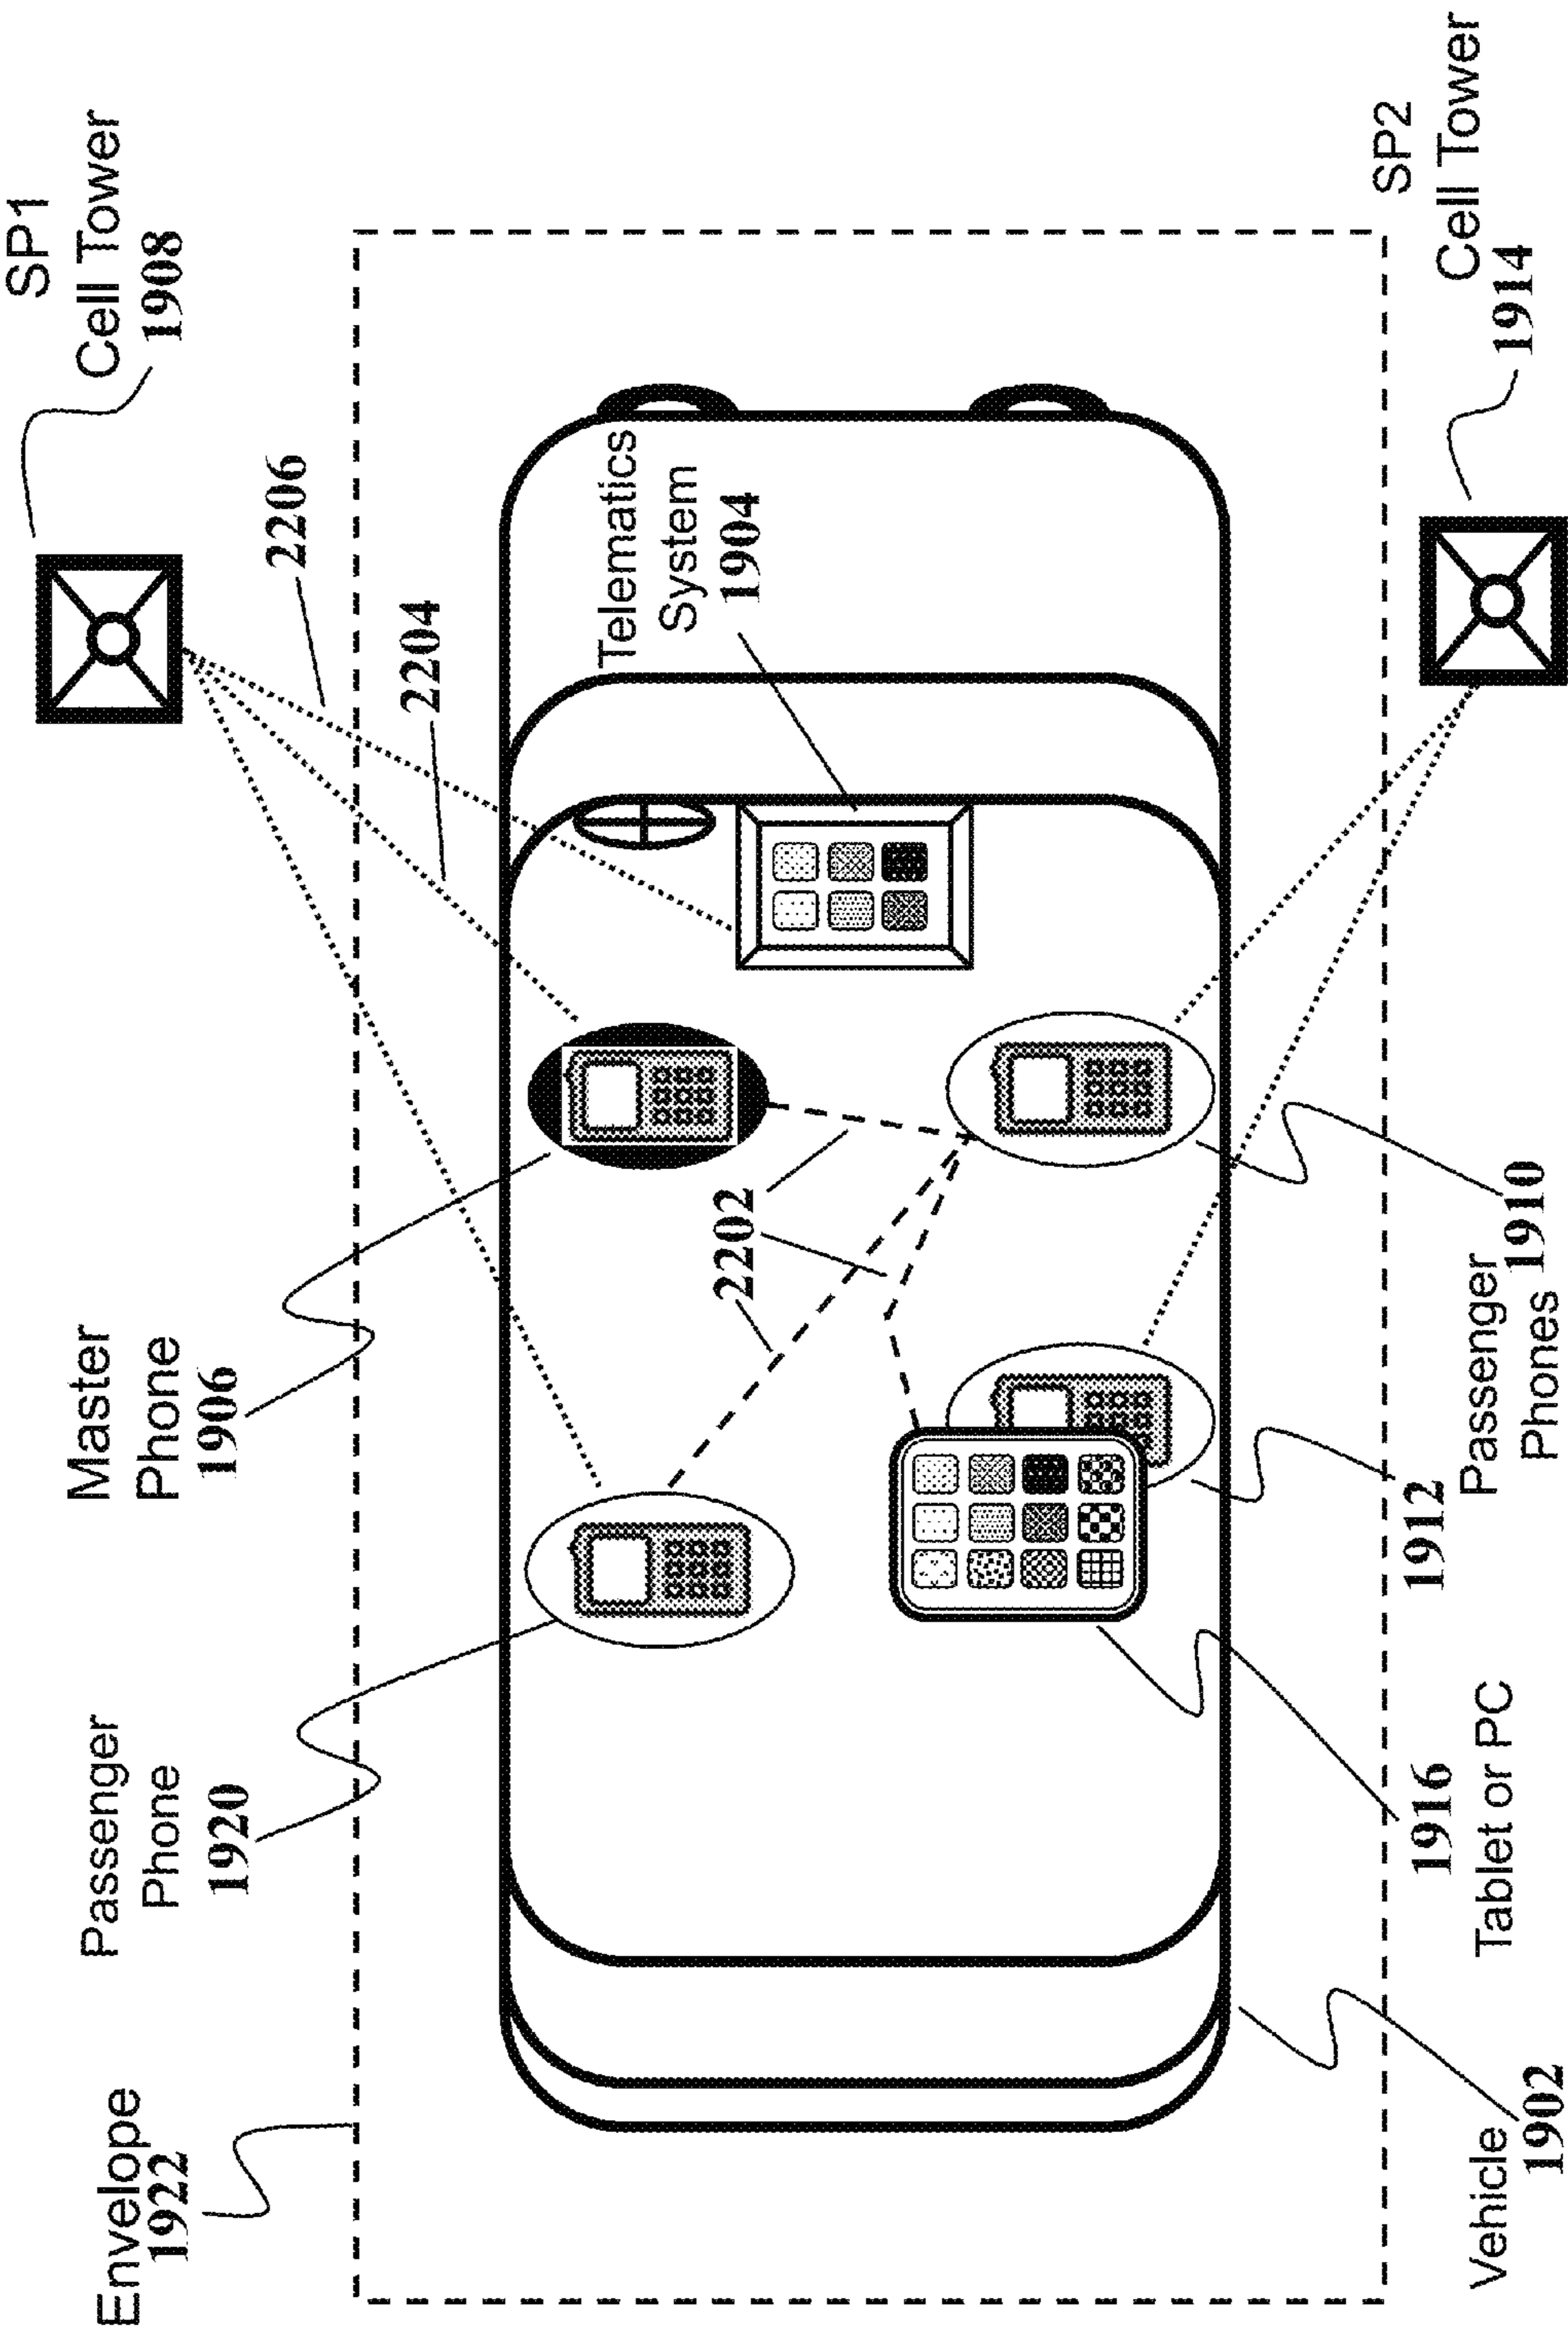 Envelope
1922
Passenger
Phone
1920
Master
Phone
1906
SP1
Cell Tower
1908
2206
2204
Telematics
System
1904
2202
Vehicle
1902
1916
Tablet or PC
1912
Passenger
Phones
1910
SP2
Cell Tower
1914